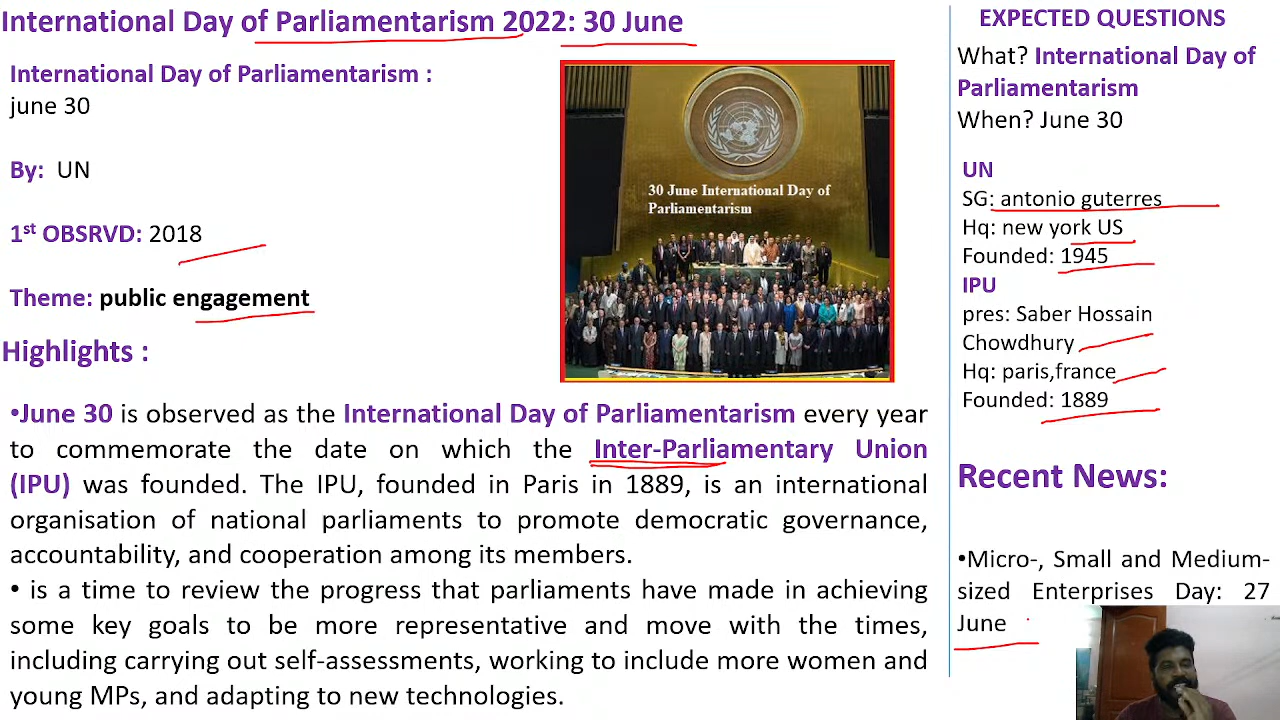 International Day of Parliamentarism 2022: 30 June
International Day of Parliamentarism :
june 30
By: UN
1st OBSRVD: 2018
Theme: public engagement
Highlights :
30 June International Day of
Parliamentarism
•June 30 is observed as the International Day of Parliamentarism every year
to commemorate the date on which the Inter-Parliamentary Union
(IPU) was founded. The IPU, founded in Paris in 1889, is an international
organisation of national parliaments to promote democratic governance,
accountability, and cooperation among its members.
• is a time to review the progress that parliaments have made in achieving
some key goals to be more representative and move with the times,
including carrying out self-assessments, working to include more women and
young MPs, and adapting to new technologies.
EXPECTED QUESTIONS
What? International Day of
Parliamentarism
When? June 30
UN
SG: antonio guterres
Hq: new york US
Founded: 1945
IPU
pres: Saber Hossain
Chowdhury
Hq: paris,france
Founded: 1889
Recent News:
•Micro-, Small and Medium-
sized Enterprises Day: 27
June